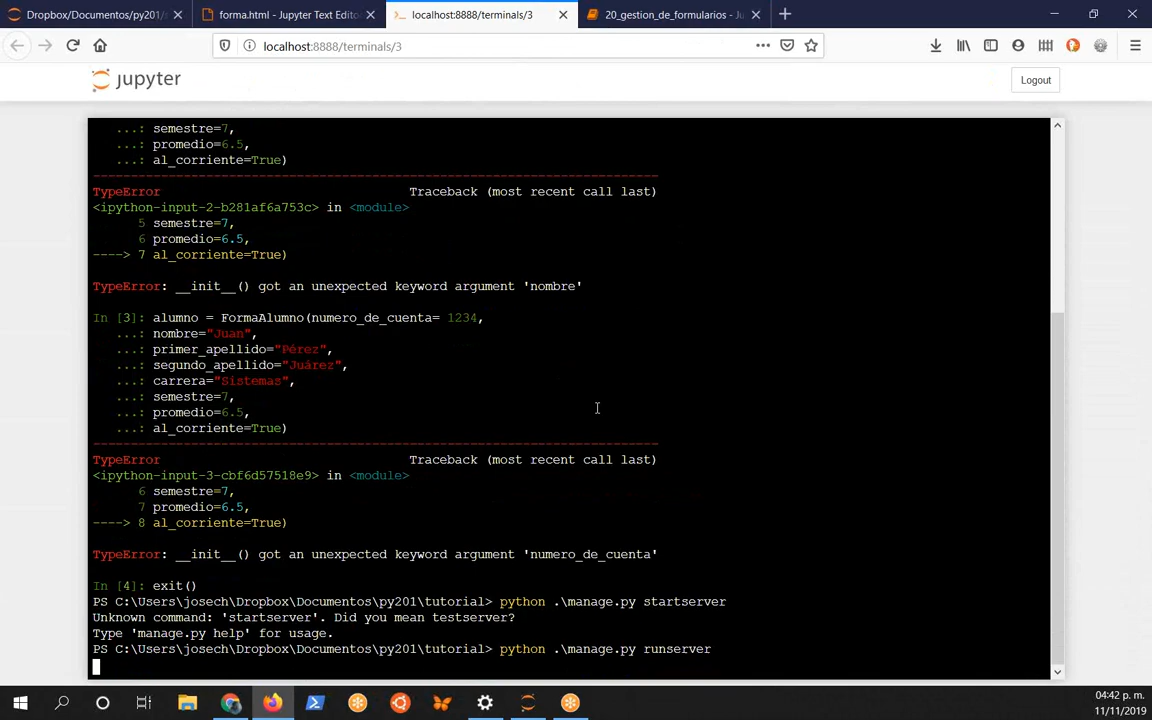 Dropbox/Documentos/py201/
forma.html - Jupyter Text Edito
localhost:8888/terminals/3
20_gestion_de_formularios - Ju
localhost:8888/terminals/3
jupyter
Logout
...: semestre=7,
...: promedio=6.5,
...: al_corriente=True)
---------------------------------------------------------------------------
TypeError Traceback (most recent call last)
<ipython-input-2-b281af6a753c> in <module>
5 semestre=7,
6 promedio=6.5,
----> 7 al_corriente=True)
TypeError: __init__() got an unexpected keyword argument 'nombre'
In [3]: alumno = FormaAlumno(numero_de_cuenta= 1234,
...: nombre="Juan",
...: primer_apellido="Pérez",
...: segundo_apellido="Juárez",
...: carrera="Sistemas",
...: semestre=7,
...: promedio=6.5,
...: al_corriente=True)
---------------------------------------------------------------------------
TypeError Traceback (most recent call last)
<ipython-input-3-cbf6d57518e9> in <module>
6 semestre=7,
7 promedio=6.5,
----> 8 al_corriente=True)
TypeError: __init__() got an unexpected keyword argument 'numero_de_cuenta'
In [4]: exit()
PS C:\Users\josech\Dropbox\Documentos\py201\tutorial> python .\manage.py startserver
Unknown command: 'startserver'. Did you mean testserver?
Type 'manage.py help' for usage.
PS C:\Users\josech\Dropbox\Documentos\py201\tutorial> python .\manage.py runserver
04:42 p. m.
11/11/2019